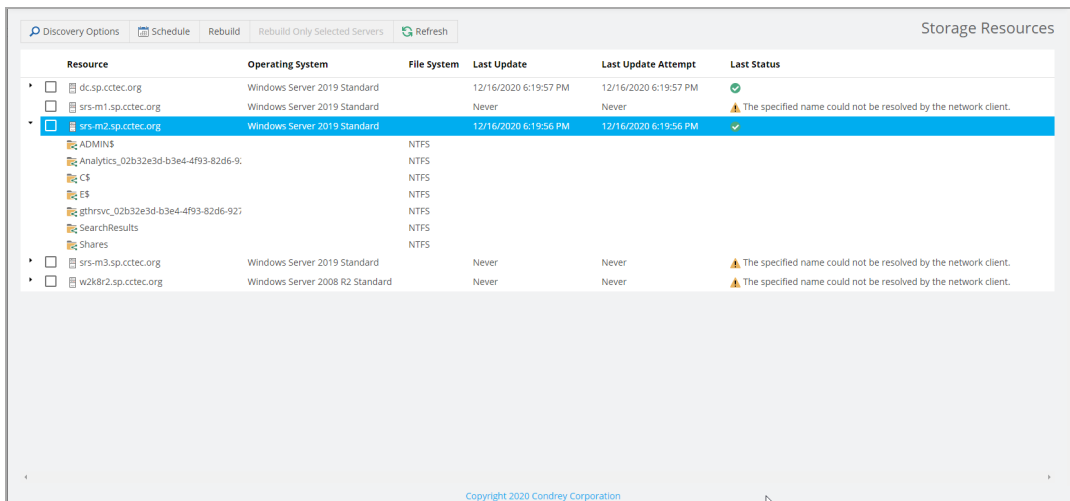 Discovery Options Schedule Rebuild Rebuild Only Selected Servers Refresh Storage Resources
Resource Operating System File System Last Update Last Update Attempt Last Status
dc.sp.cctec.org Windows Server 2019 Standard 12/16/2020 6:19:57 PM 12/16/2020 6:19:57 PM
srs-m1.sp.cctec.org Windows Server 2019 Standard Never Never The specified name could not be resolved by the network client.
srs-m2.sp.cctec.org Windows Server 2019 Standard 12/16/2020 6:19:56 PM 12/16/2020 6:19:56 PM
ADMIN$ NTFS
Analytics_02b32e3d-b3e4-4f93-82d6-9 NTFS
C$ NTFS
E$ NTFS
gthrsvc_02b32e3d-b3e4-4f93-82d6-927 NTFS
SearchResults NTFS
Shares NTFS
srs-m3.sp.cctec.org Windows Server 2019 Standard Never Never The specified name could not be resolved by the network client.
w2k8r2.sp.cctec.org Windows Server 2008 R2 Standard Never Never The specified name could not be resolved by the network client.
Copyright 2020 Condrey Corporation